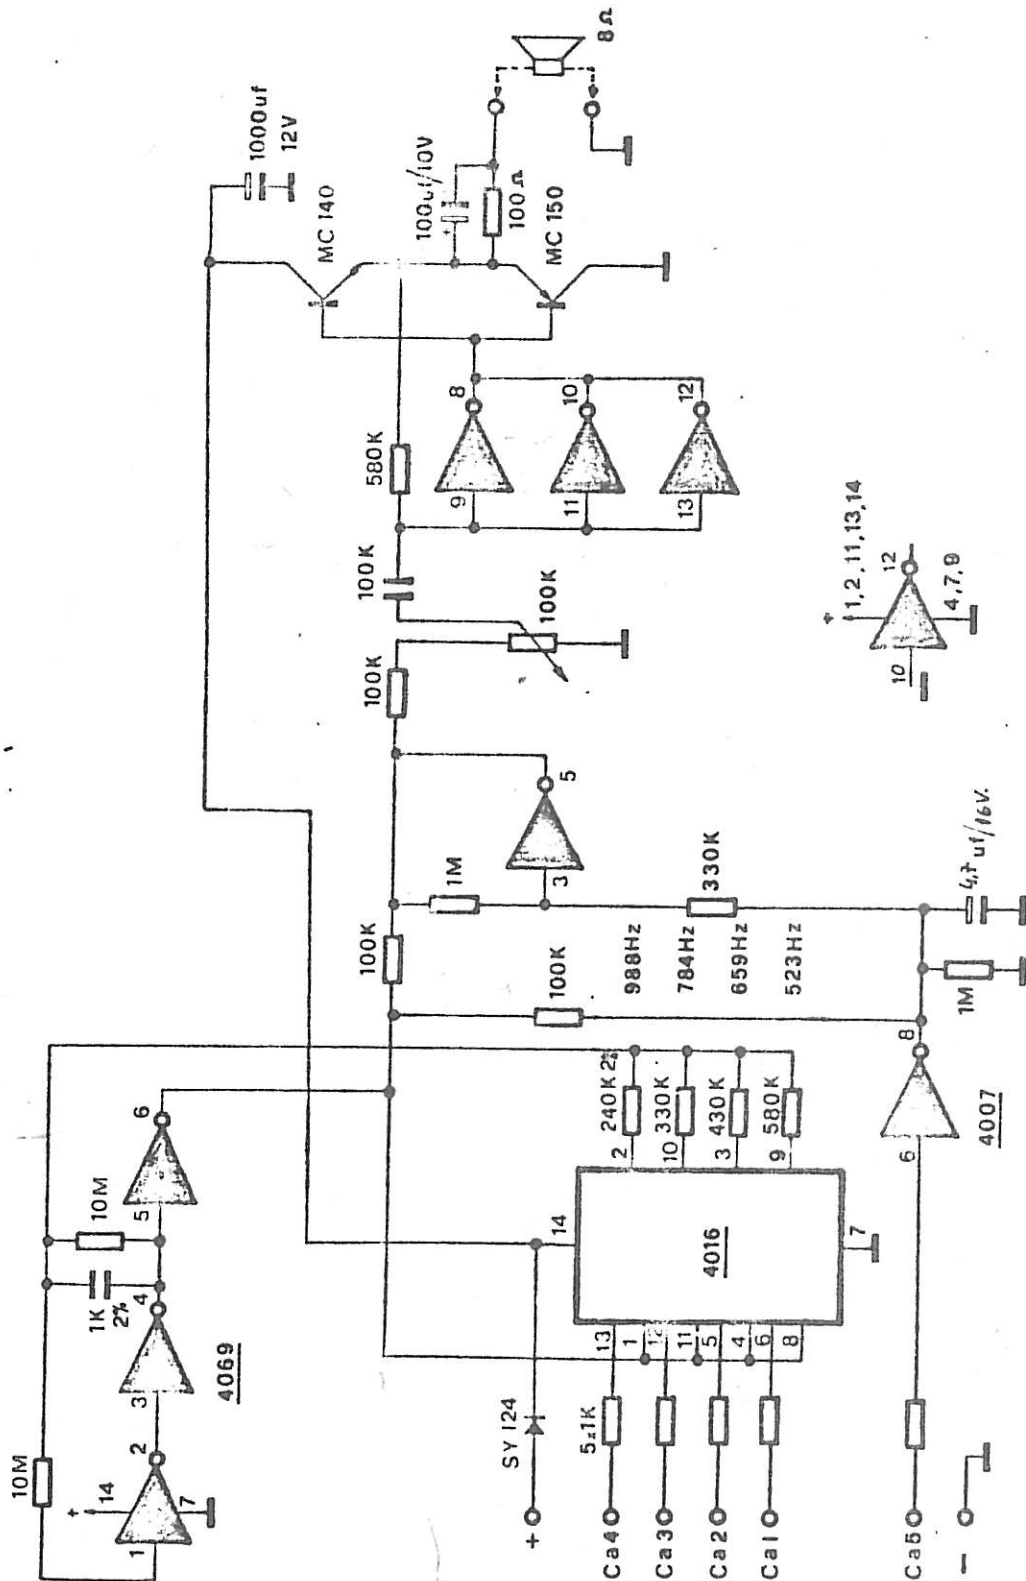 10M
14
+
1
2
7
3
4
1K
2%
10M
5
6
4069
+
SY 124
Ca4
Ca3
Ca2
Ca1
Ca5
−
5.1K
13
1
12
11
5
4
6
8
14
4016
7
2
10
3
9
240K 2%
330K
430K
580K
988Hz
784Hz
659Hz
523Hz
6
8
4007
100K
100K
1M
330K
1M
4,7 uf/16V.
3
5
100K
100K
100K
580K
9
8
11
10
13
12
10
12
+
1,2,11,13,14
4,7,9
1000uf
12V
MC 140
100uf/10V
+
100Ω
MC 150
8Ω